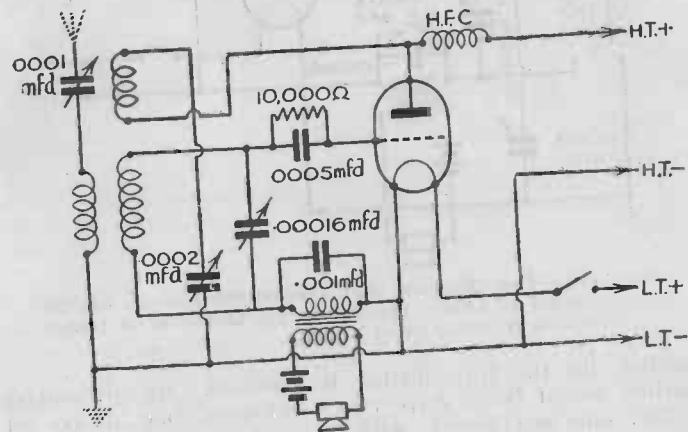 H.F.C
H.T.+
.0001
mfd
10,000Ω
.0005mfd
H.T.-
.0002
mfd
.00016mfd
.001mfd
L.T.+
L.T.-